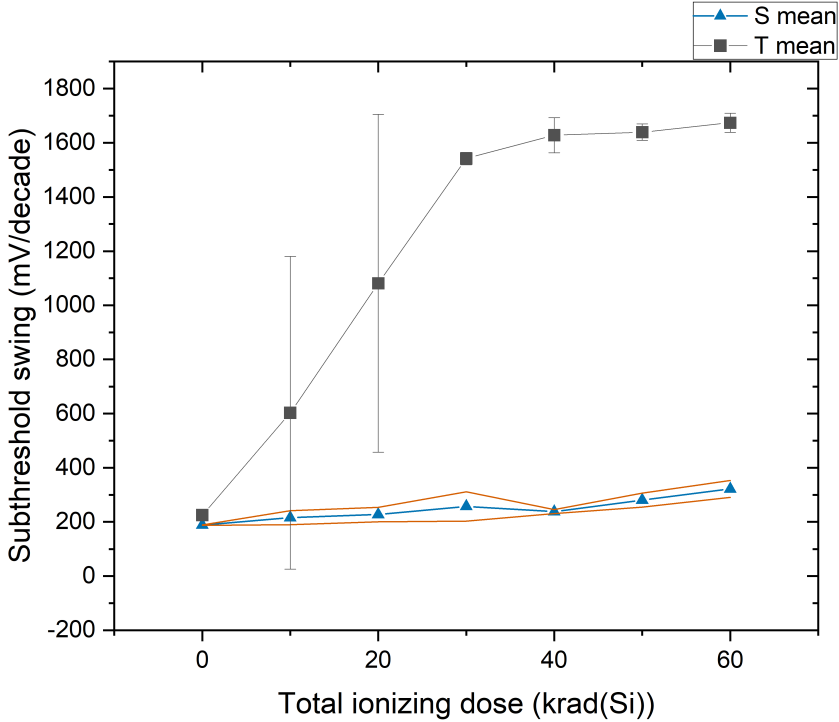 S mean
T mean
1800
1600
1400
1200
1000
800
600
400
200
0
-200
0 20 40 60
Subthreshold swing (mV/decade)
Total ionizing dose (krad(Si))